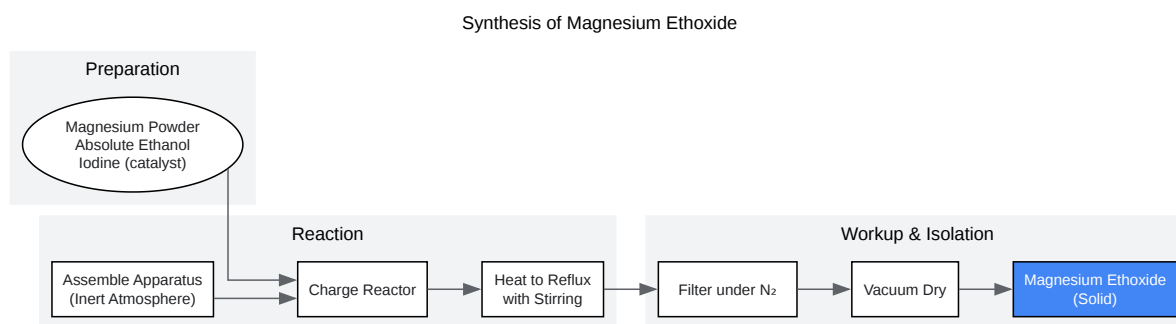 Synthesis of Magnesium Ethoxide
Preparation
Magnesium Powder
Absolute Ethanol
Iodine (catalyst)
Reaction
Assemble Apparatus
(Inert Atmosphere)
Charge Reactor
Heat to Reflux
with Stirring
Workup & Isolation
Filter under N₂
Vacuum Dry
Magnesium Ethoxide
(Solid)